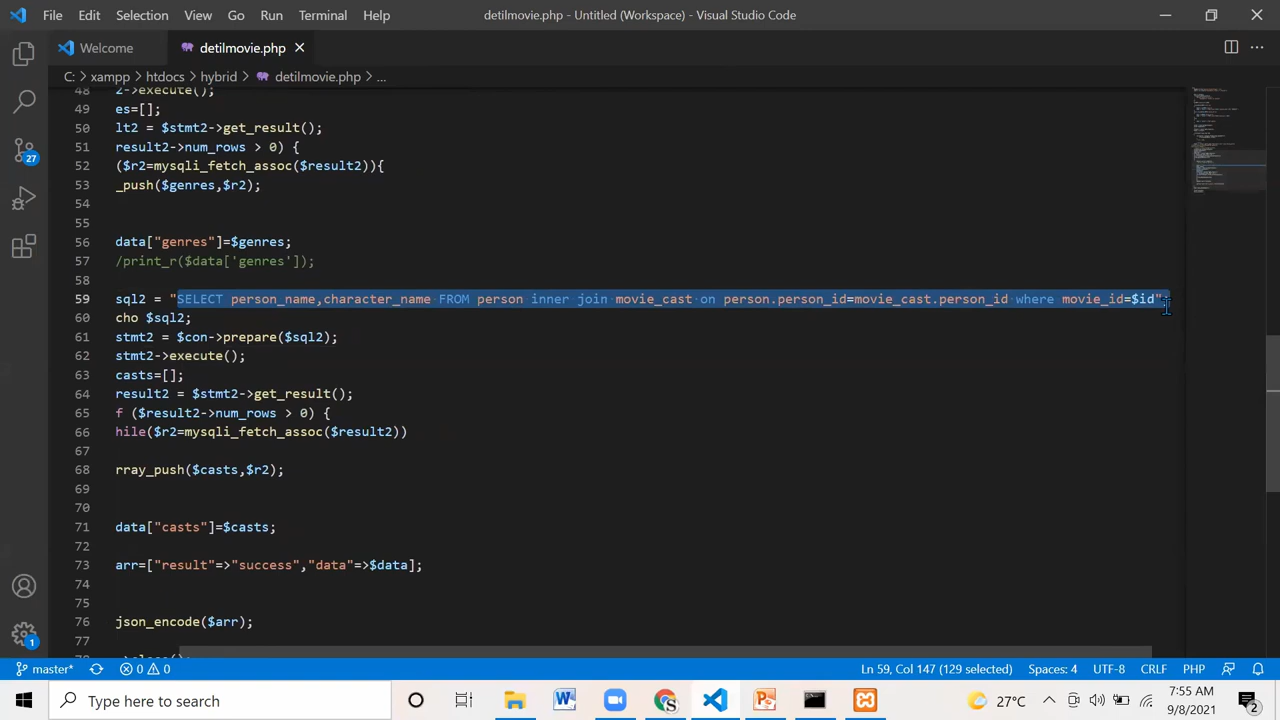 File Edit Selection View Go Run Terminal Help detilmovie.php - Untitled (Workspace) - Visual Studio Code
Welcome detilmovie.php
C: > xampp > htdocs > hybrid > detilmovie.php > ...
48 2->execute();
49 es=[];
50 lt2 = $stmt2->get_result();
51 result2->num_rows > 0) {
52 ($r2=mysqli_fetch_assoc($result2)){
53 _push($genres,$r2);
54
55
56 data["genres"]=$genres;
57 /print_r($data['genres']);
58
59 sql2 = "SELECT person_name,character_name FROM person inner join movie_cast on person.person_id=movie_cast.person_id where movie_id=$id";
60 cho $sql2;
61 stmt2 = $con->prepare($sql2);
62 stmt2->execute();
63 casts=[];
64 result2 = $stmt2->get_result();
65 f ($result2->num_rows > 0) {
66 hile($r2=mysqli_fetch_assoc($result2))
67
68 rray_push($casts,$r2);
69
70
71 data["casts"]=$casts;
72
73 arr=["result"=>"success","data"=>$data];
74
75
76 json_encode($arr);
77
27
1
master* 0 0 Ln 59, Col 147 (129 selected) Spaces: 4 UTF-8 CRLF PHP
Type here to search 27°C 7:55 AM
9/8/2021 2